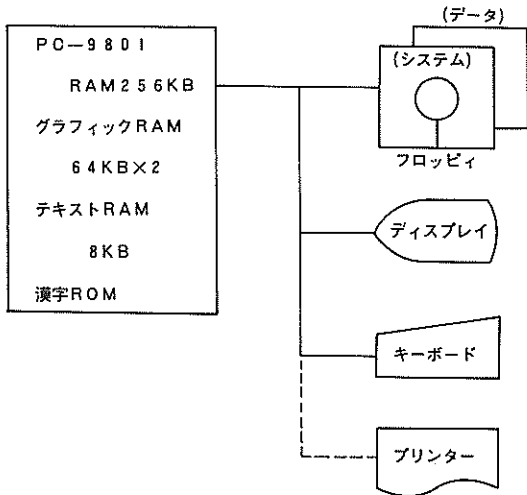 PC-9801
RAM256KB
グラフィックRAM
64KB×2
テキストRAM
8KB
漢字ROM
(データ)
(システム)
フロッピィ
ディスプレイ
キーボード
プリンター